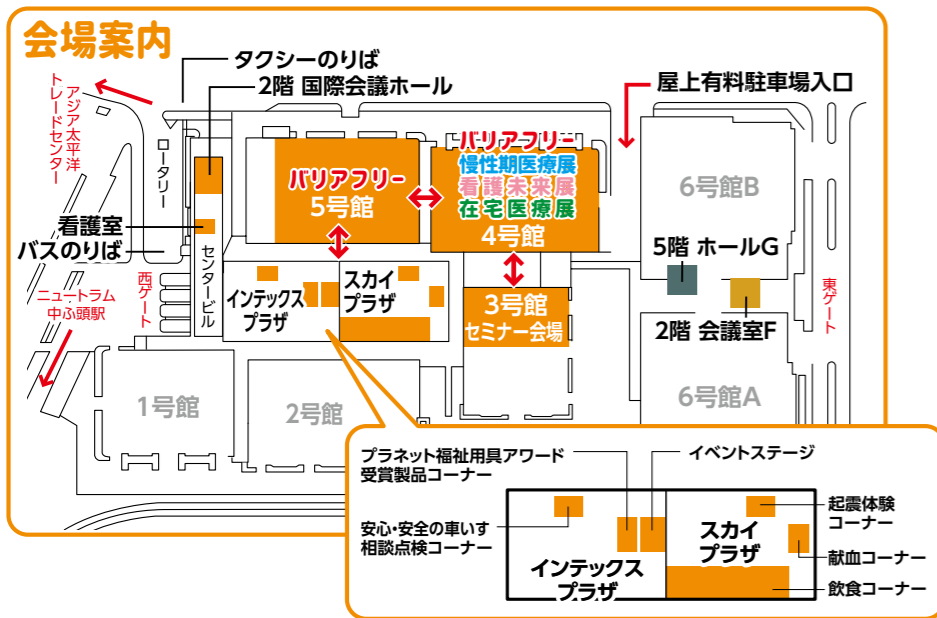 会場案内
タクシーのりば
2階 国際会議ホール
屋上有料駐車場入口
アジア太平洋
トレードセンター
ロータリー
看護室
バスのりば
センタービル
西ゲート
ニュートラム
中ふ頭駅
バリアフリー
5号館
バリアフリー
慢性期医療展
看護未来展
在宅医療展
4号館
6号館B
5階 ホールG
2階 会議室F
東ゲート
インテックス
プラザ
スカイ
プラザ
3号館
セミナー会場
1号館
2号館
6号館A
プラネット福祉用具アワード
受賞製品コーナー
イベントステージ
安心・安全の車いす
相談点検コーナー
インテックス
プラザ
スカイ
プラザ
起震体験
コーナー
献血コーナー
飲食コーナー